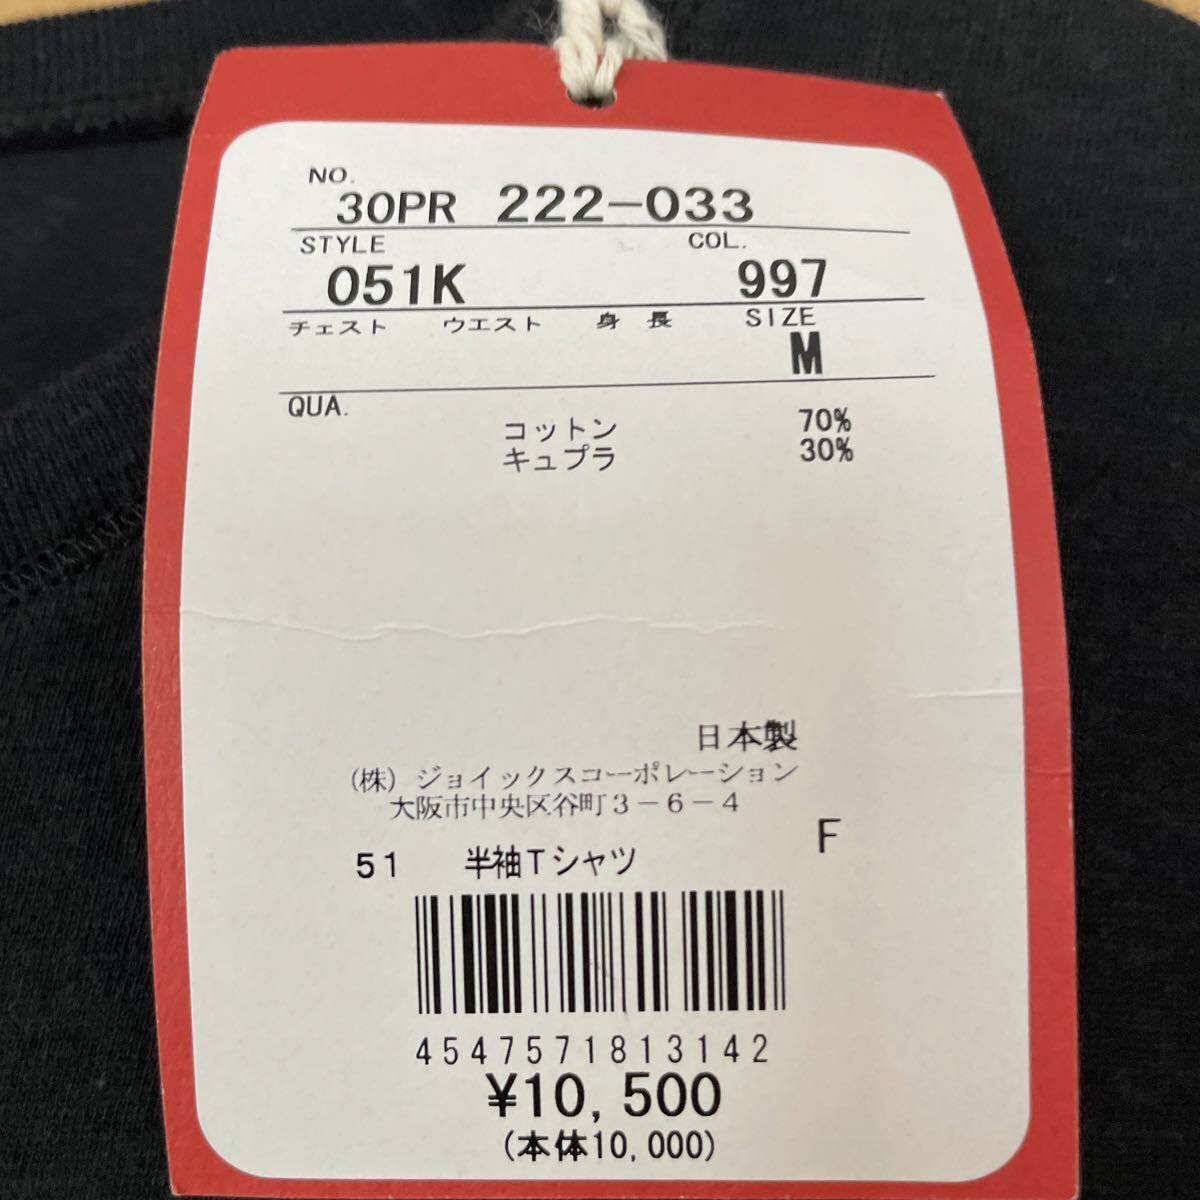 NO.
30PR 222-033
STYLE COL.
051K 997
チェスト ウエスト 身長 SIZE
M
QUA.
コットン 70%
キュプラ 30%
日本製
(株) ジョイックスコーポレーション
大阪市中央区谷町3-6-4
F
51 半袖Tシャツ
4547571813142
¥10,500
(本体10,000)